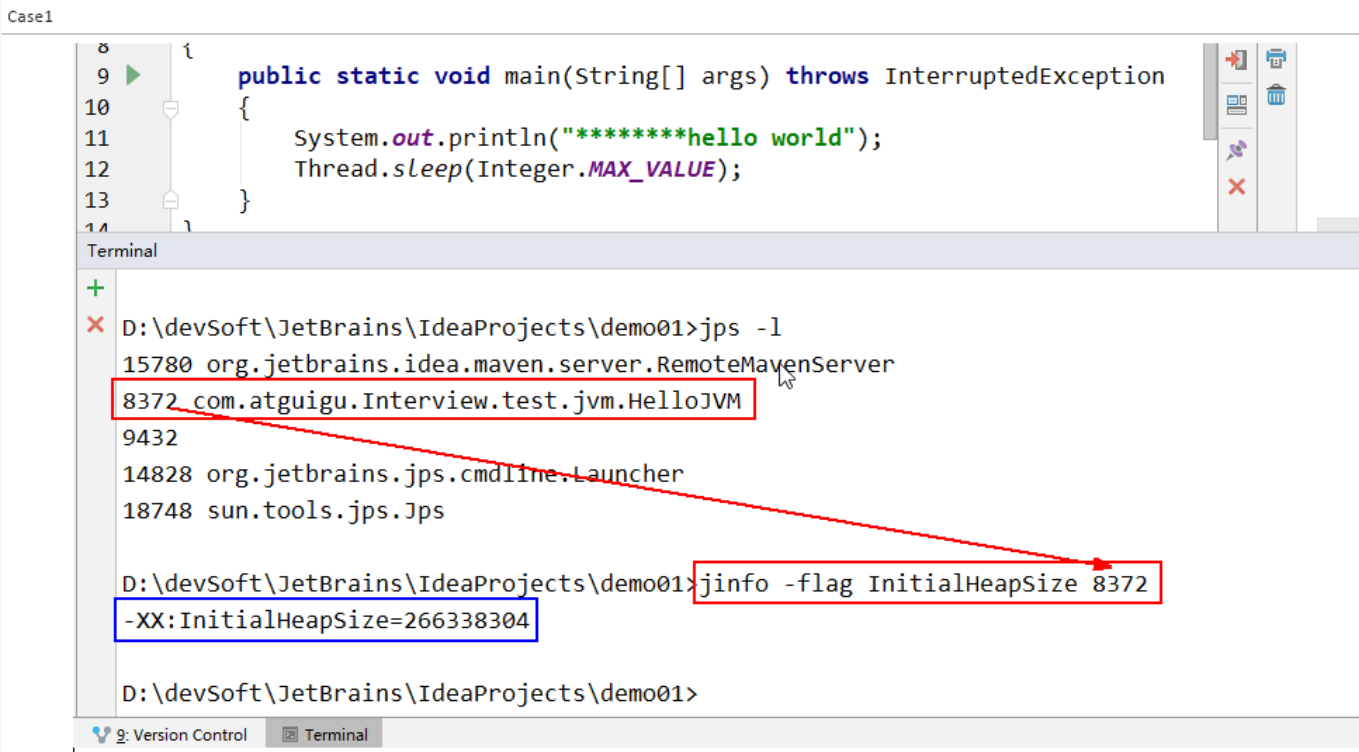 Case1
8 {
9 public static void main(String[] args) throws InterruptedException
10 {
11 System.out.println("********hello world");
12 Thread.sleep(Integer.MAX_VALUE);
13 }
14 }
Terminal
D:\devSoft\JetBrains\IdeaProjects\demo01>jps -l
15780 org.jetbrains.idea.maven.server.RemoteMavenServer
8372 com.atguigu.Interview.test.jvm.HelloJVM
9432
14828 org.jetbrains.jps.cmdline.Launcher
18748 sun.tools.jps.Jps
D:\devSoft\JetBrains\IdeaProjects\demo01>jinfo -flag InitialHeapSize 8372
-XX:InitialHeapSize=266338304
D:\devSoft\JetBrains\IdeaProjects\demo01>
9: Version Control Terminal